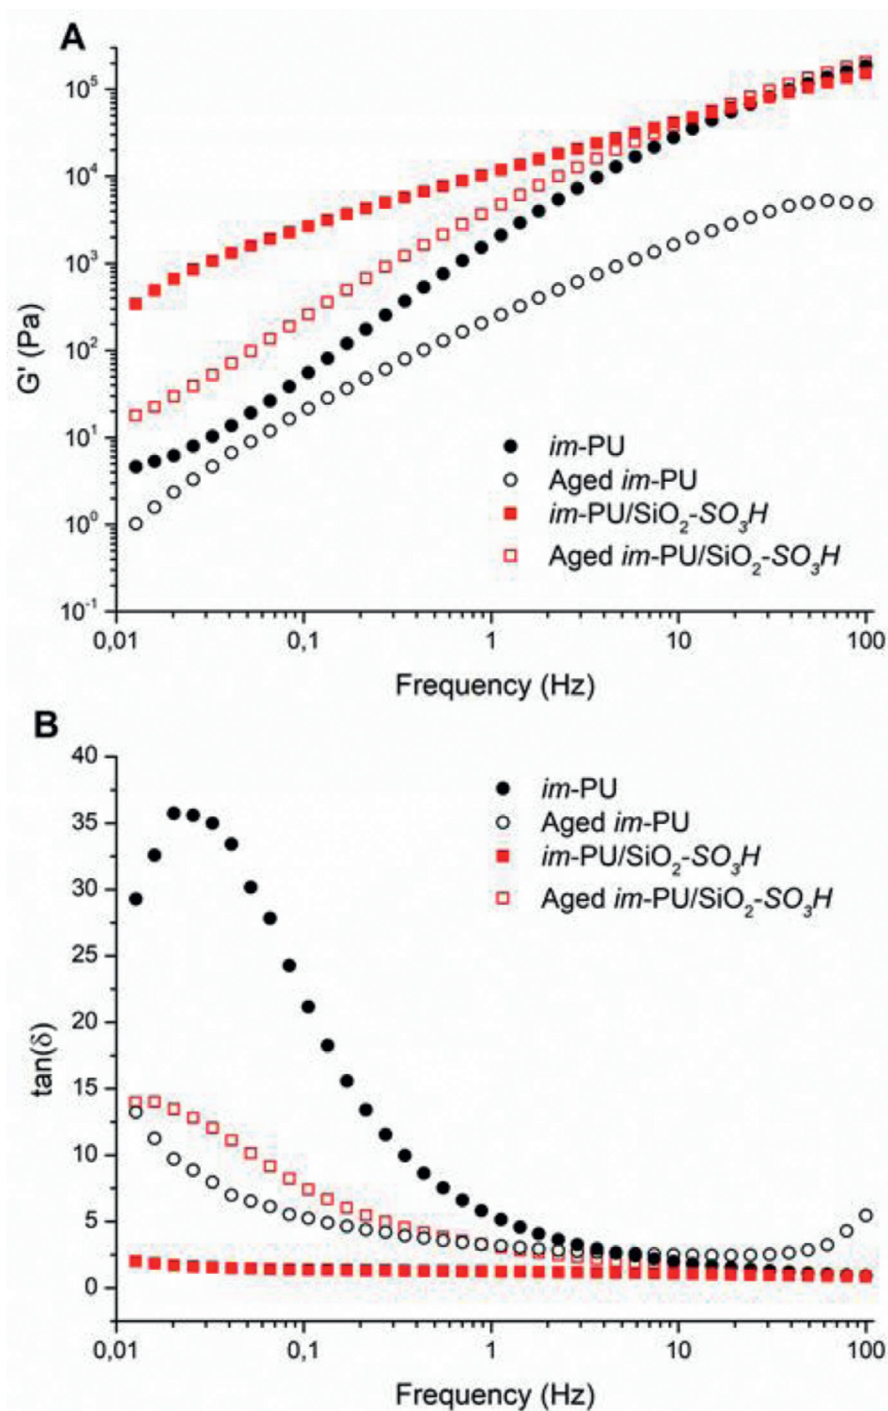 A
10⁵
10⁴
10³
10²
10¹
10⁰
10⁻¹
G' (Pa)
im-PU
Aged im-PU
im-PU/SiO₂-SO₃H
Aged im-PU/SiO₂-SO₃H
0,01 0,1 1 10 100
Frequency (Hz)
B
40
35
30
25
20
15
10
5
0
tan(δ)
im-PU
Aged im-PU
im-PU/SiO₂-SO₃H
Aged im-PU/SiO₂-SO₃H
0,01 0,1 1 10 100
Frequency (Hz)